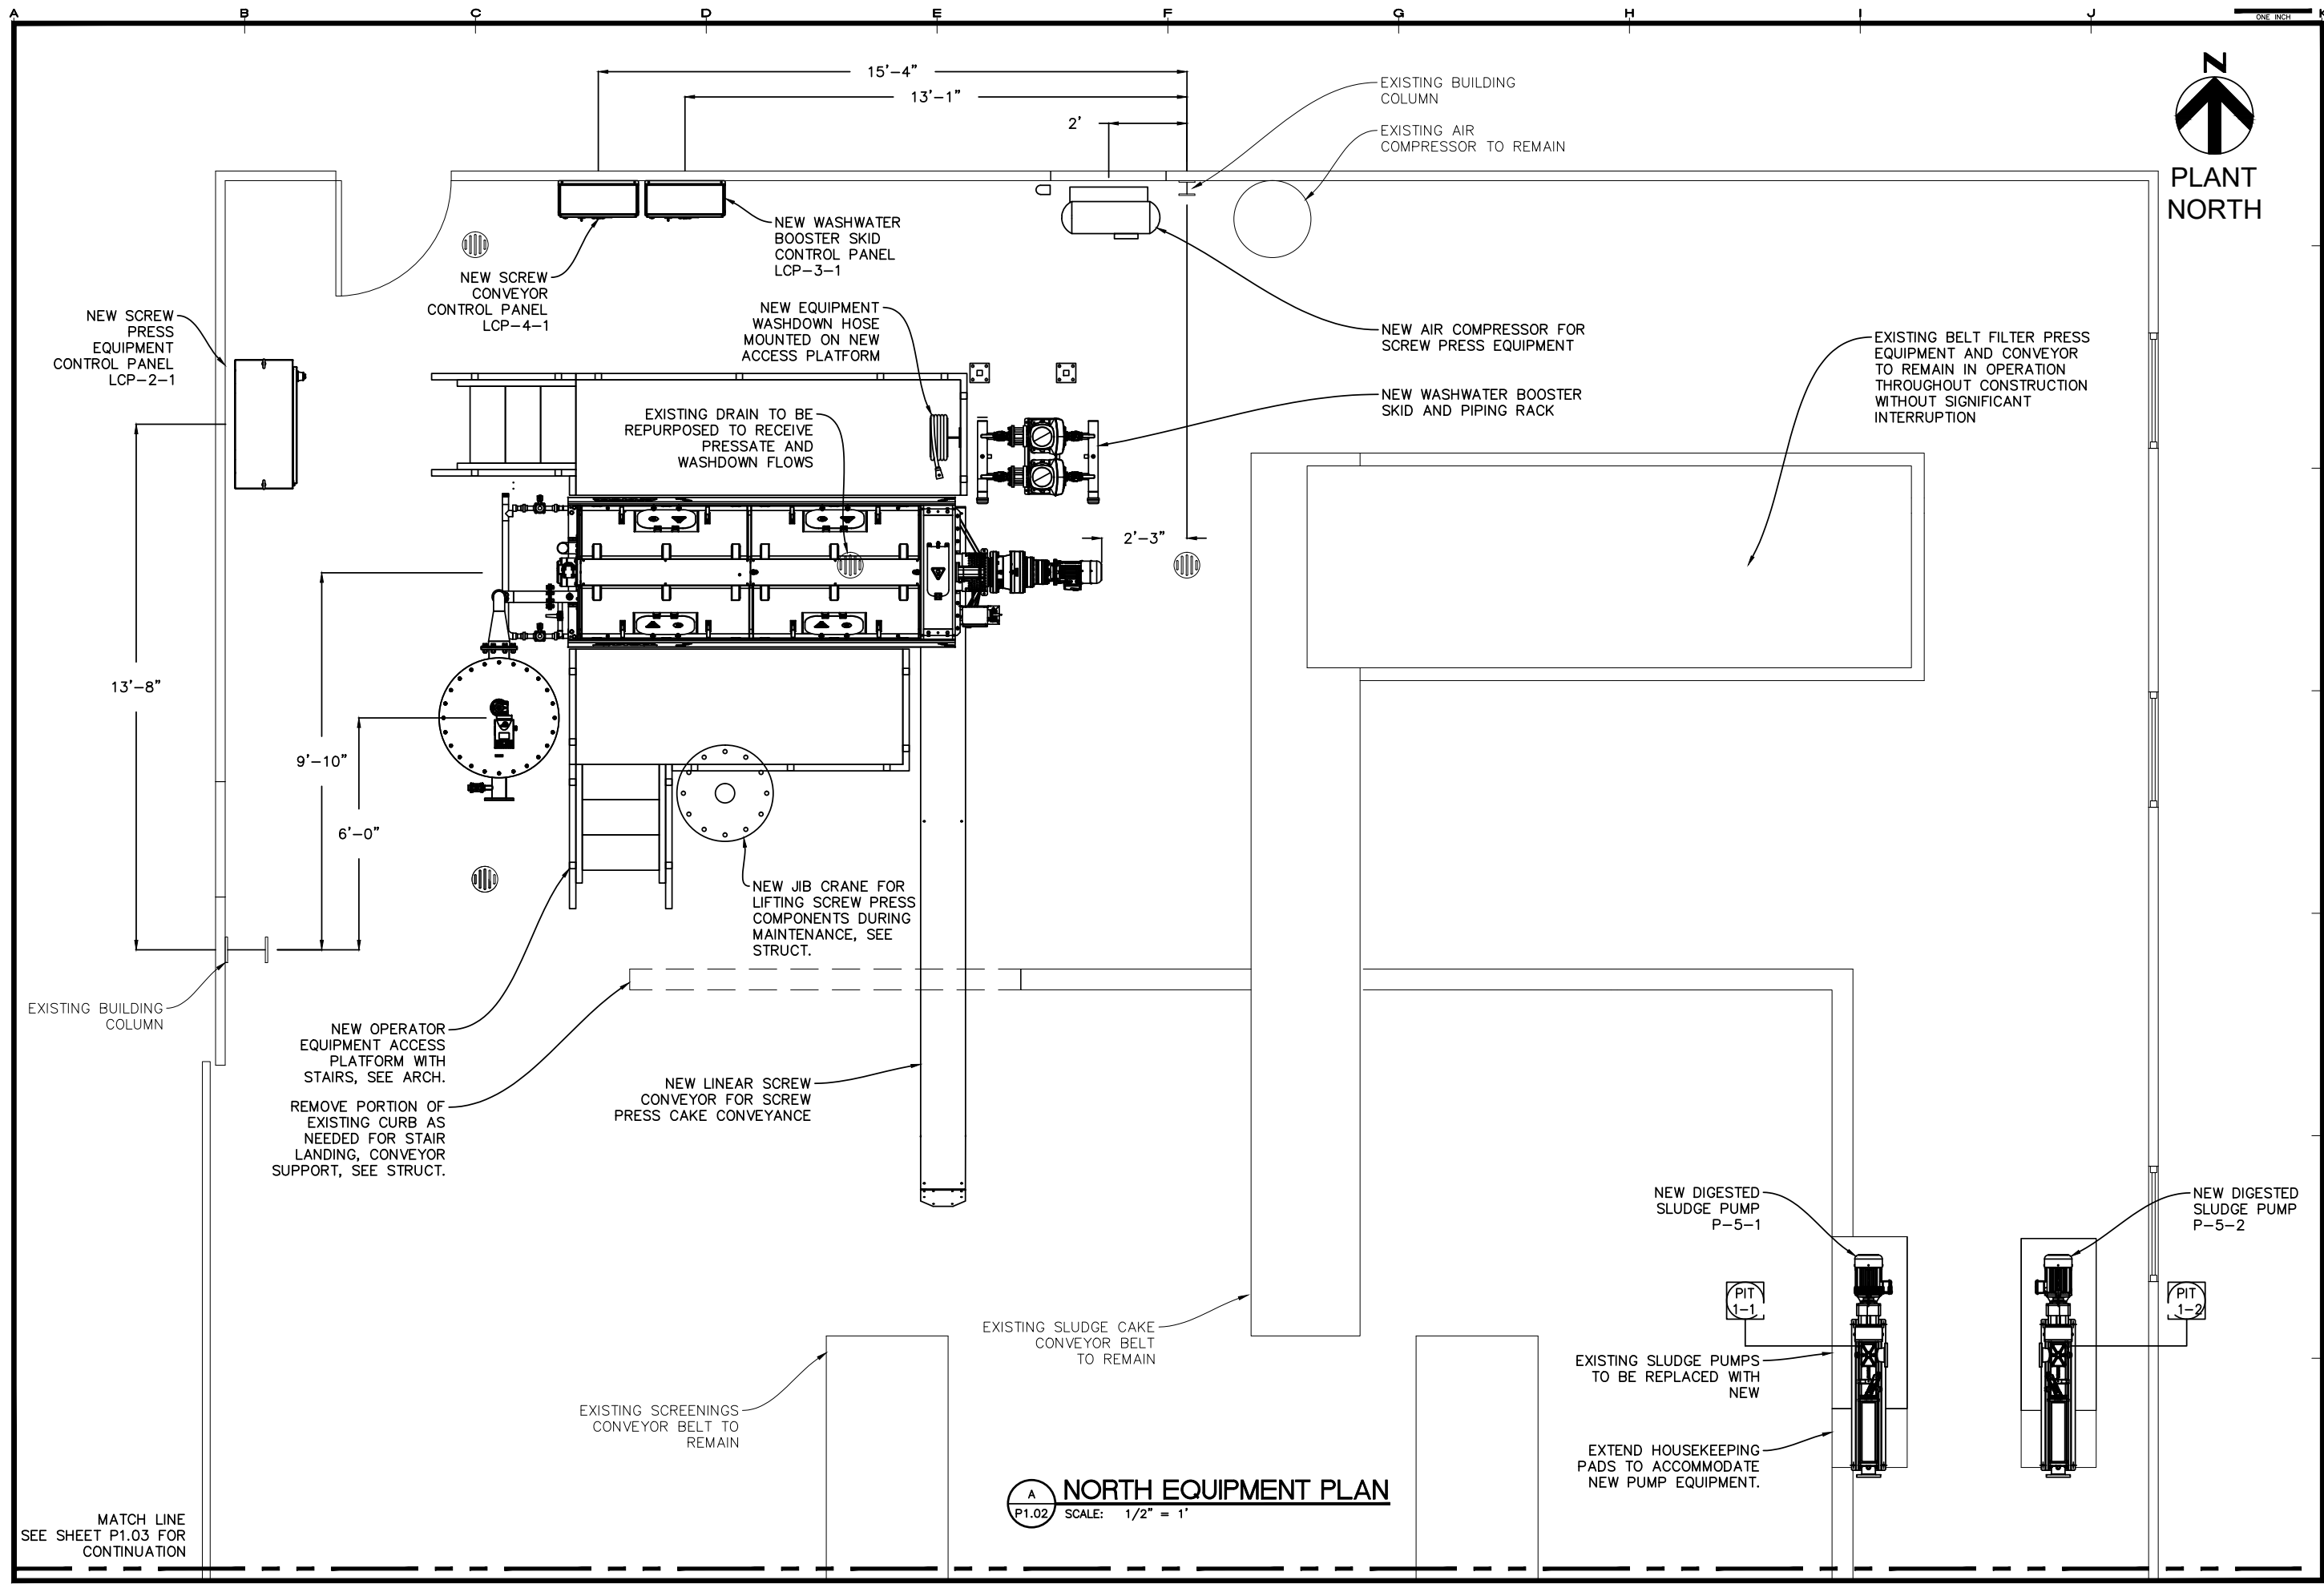 A B C D E F G H I J K
ONE INCH
15'-4"
13'-1"
2'
EXISTING BUILDING
COLUMN
EXISTING AIR
COMPRESSOR TO REMAIN
N
PLANT
NORTH
NEW WASHWATER
BOOSTER SKID
CONTROL PANEL
LCP-3-1
NEW SCREW
CONVEYOR
CONTROL PANEL
LCP-4-1
NEW SCREW
PRESS
EQUIPMENT
CONTROL PANEL
LCP-2-1
NEW EQUIPMENT
WASHDOWN HOSE
MOUNTED ON NEW
ACCESS PLATFORM
NEW AIR COMPRESSOR FOR
SCREW PRESS EQUIPMENT
EXISTING BELT FILTER PRESS
EQUIPMENT AND CONVEYOR
TO REMAIN IN OPERATION
THROUGHOUT CONSTRUCTION
WITHOUT SIGNIFICANT
INTERRUPTION
NEW WASHWATER BOOSTER
SKID AND PIPING RACK
EXISTING DRAIN TO BE
REPURPOSED TO RECEIVE
PRESSATE AND
WASHDOWN FLOWS
2'-3"
13'-8"
9'-10"
6'-0"
NEW JIB CRANE FOR
LIFTING SCREW PRESS
COMPONENTS DURING
MAINTENANCE, SEE
STRUCT.
EXISTING BUILDING
COLUMN
NEW OPERATOR
EQUIPMENT ACCESS
PLATFORM WITH
STAIRS, SEE ARCH.
REMOVE PORTION OF
EXISTING CURB AS
NEEDED FOR STAIR
LANDING, CONVEYOR
SUPPORT, SEE STRUCT.
NEW LINEAR SCREW
CONVEYOR FOR SCREW
PRESS CAKE CONVEYANCE
NEW DIGESTED
SLUDGE PUMP
P-5-1
NEW DIGESTED
SLUDGE PUMP
P-5-2
PIT
1-1
PIT
1-2
EXISTING SLUDGE CAKE
CONVEYOR BELT
TO REMAIN
EXISTING SLUDGE PUMPS
TO BE REPLACED WITH
NEW
EXISTING SCREENINGS
CONVEYOR BELT TO
REMAIN
EXTEND HOUSEKEEPING
PADS TO ACCOMMODATE
NEW PUMP EQUIPMENT.
A
P1.02
NORTH EQUIPMENT PLAN
SCALE: 1/2" = 1'
MATCH LINE
SEE SHEET P1.03 FOR
CONTINUATION